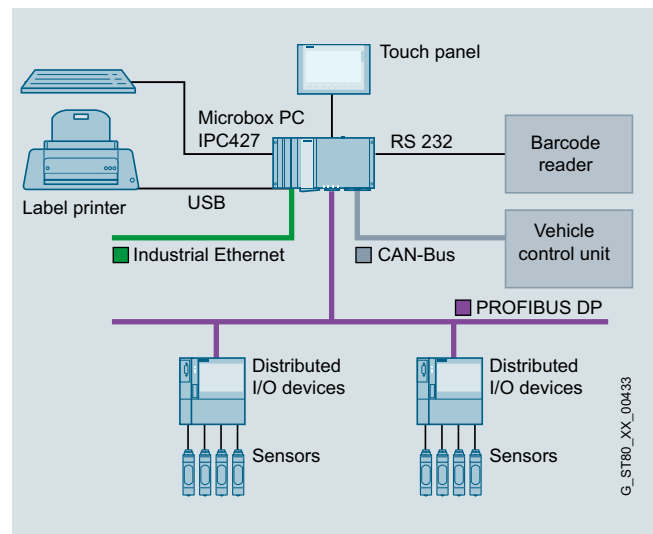 Touch panel
Microbox PC
IPC427
RS 232
Barcode
reader
Label printer
USB
Vehicle
control unit
Industrial Ethernet
CAN-Bus
PROFIBUS DP
Distributed
I/O devices
Distributed
I/O devices
Sensors
Sensors
G_ST80_XX_00433